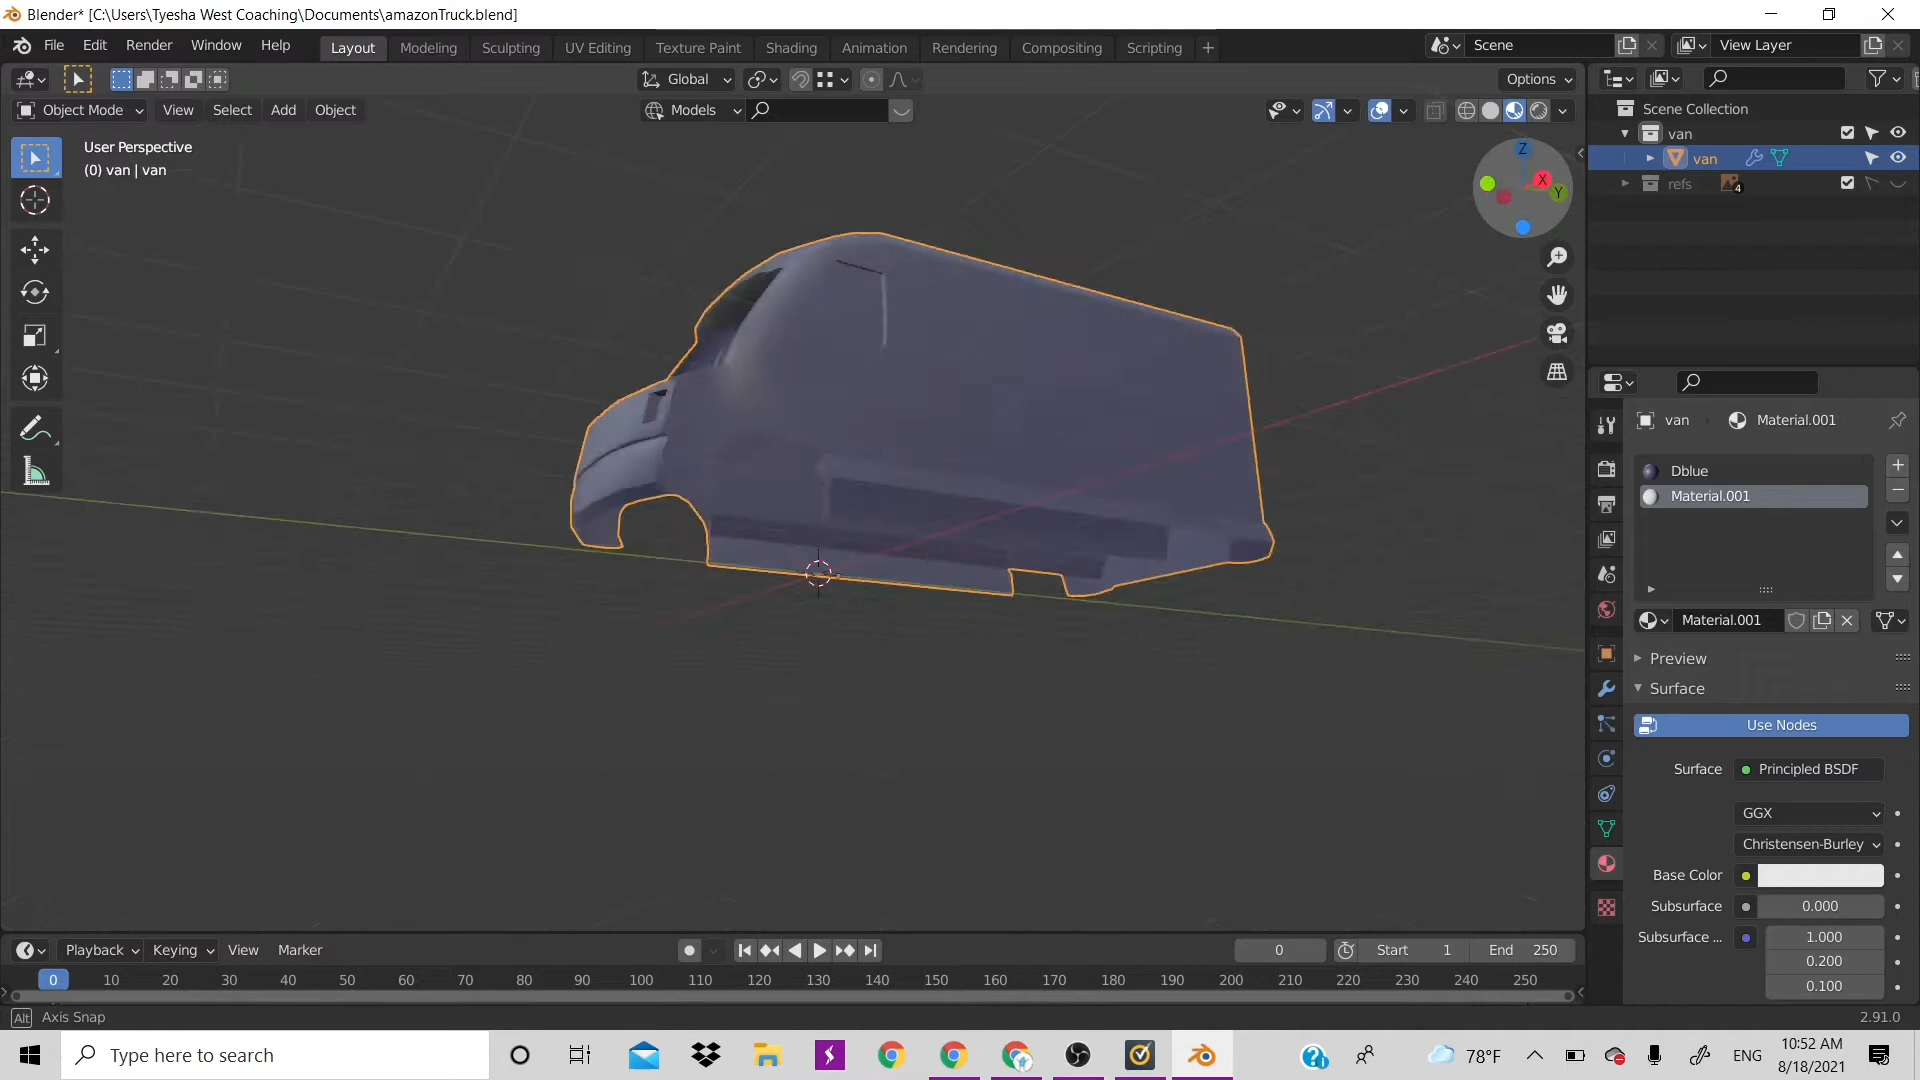 Blender* [C:\Users\Tyesha West Coaching\Documents\amazonTruck.blend]
File Edit Render Window Help Layout Modeling Sculpting UV Editing Texture Paint Shading Animation Rendering Compositing Scripting + Scene View Layer
Global Options
Object Mode View Select Add Object Models
User Perspective
(0) van | van
Z
X
Y
Scene Collection
van
van
refs 4
van Material.001
Dblue
Material.001
Material.001
Preview
Surface
Use Nodes
Surface Principled BSDF
GGX
Christensen-Burley
Base Color
Subsurface 0.000
Subsurface ... 1.000
0.200
0.100
Playback Keying View Marker 0 Start 1 End 250
0 10 20 30 40 50 60 70 80 90 100 110 120 130 140 150 160 170 180 190 200 210 220 230 240 250
Alt Axis Snap 2.91.0
Type here to search 78°F ENG 10:52 AM
8/18/2021